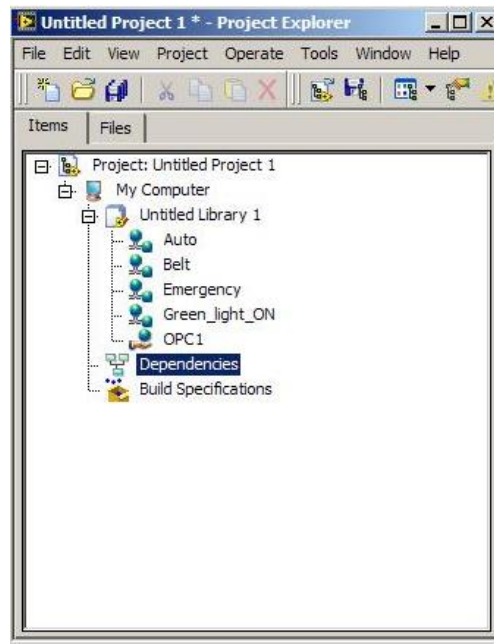 Untitled Project 1 * - Project Explorer
File Edit View Project Operate Tools Window Help
Items Files
Project: Untitled Project 1
My Computer
Untitled Library 1
Auto
Belt
Emergency
Green_light_ON
OPC1
Dependencies
Build Specifications